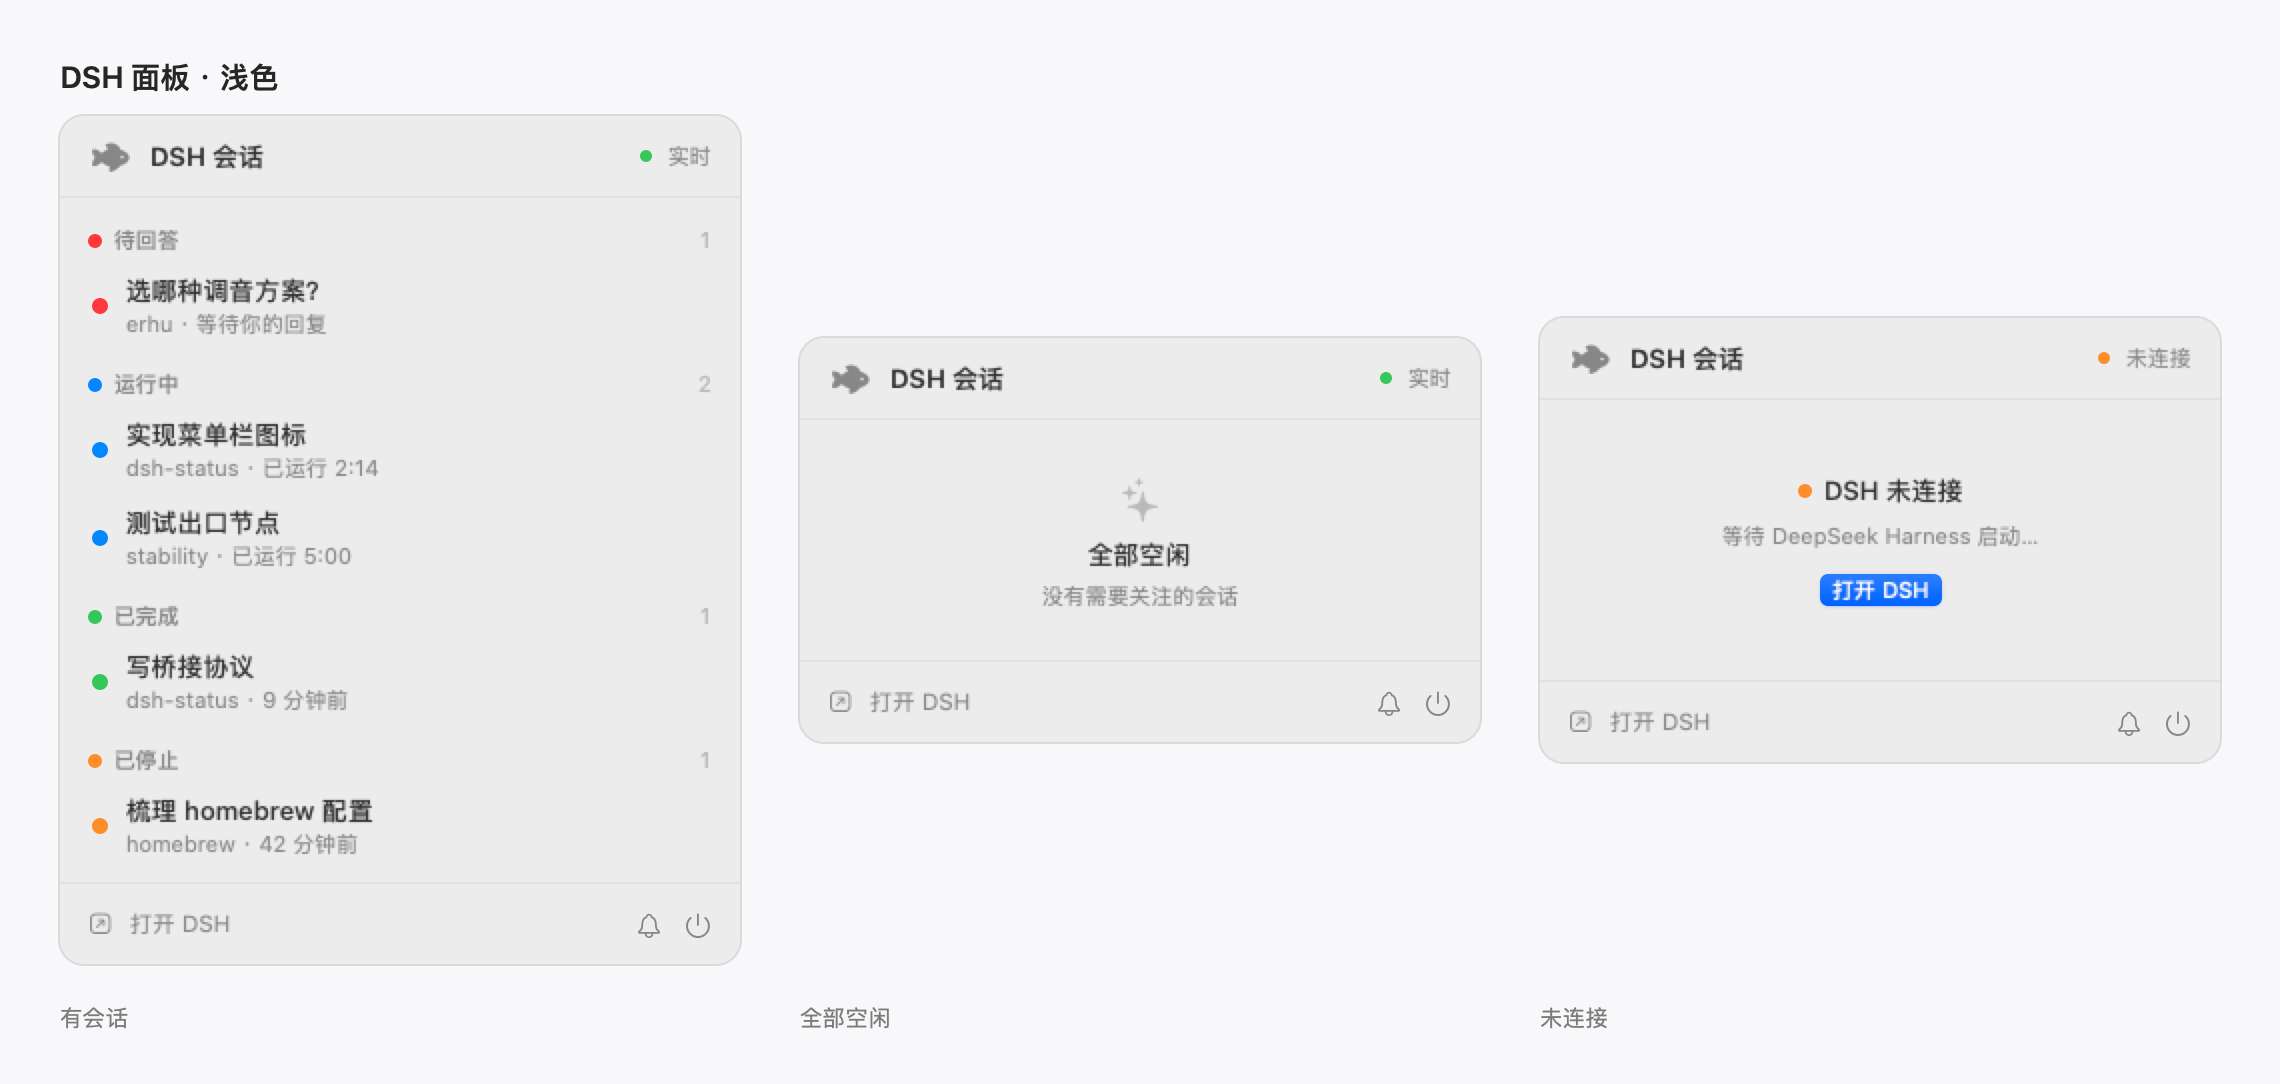 DSH 面板 · 浅色
DSH 会话
实时
待回答
1
选哪种调音方案?
erhu · 等待你的回复
运行中
2
实现菜单栏图标
dsh-status · 已运行 2:14
测试出口节点
stability · 已运行 5:00
已完成
1
写桥接协议
dsh-status · 9 分钟前
已停止
1
梳理 homebrew 配置
homebrew · 42 分钟前
打开 DSH
有会话
DSH 会话
实时
全部空闲
没有需要关注的会话
打开 DSH
全部空闲
DSH 会话
未连接
DSH 未连接
等待 DeepSeek Harness 启动...
打开 DSH
打开 DSH
未连接